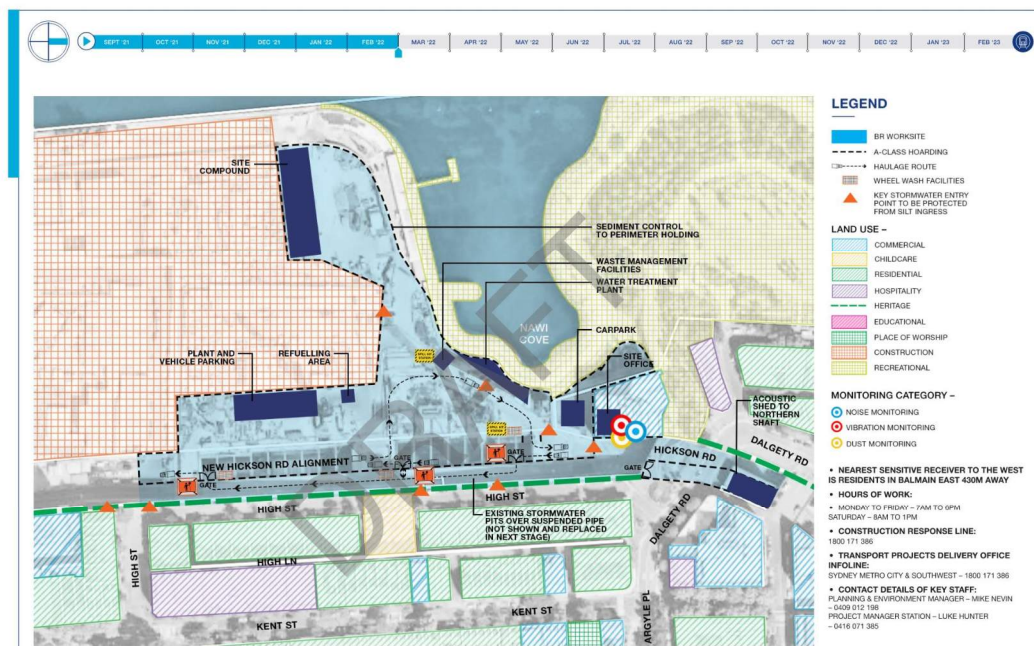 SEPT '21
OCT '21
NOV '21
DEC '21
JAN '22
FEB '22
MAR '22
APR '22
MAY '22
JUN '22
JUL '22
AUG '22
SEP '22
OCT '22
NOV '22
DEC '22
JAN '23
FEB '23
SITE
COMPOUND
SEDIMENT CONTROL
TO PERIMETER HOLDING
WASTE MANAGEMENT
FACILITIES
WATER TREATMENT
PLANT
NAWI
COVE
CARPARK
SITE
OFFICE
PLANT AND
VEHICLE PARKING
REFUELLING
AREA
ACOUSTIC
SHED TO
NORTHERN
SHAFT
NEW HICKSON RD ALIGNMENT
HICKSON RD
DALGETY RD
DALGETY RD
GATE
GATE
GATE
GATE
GATE
HIGH ST
HIGH ST
HIGH LN
EXISTING STORMWATER
PITS OVER SUSPENDED PIPE
(NOT SHOWN AND REPLACED
IN NEXT STAGE)
KENT ST
KENT ST
ARGYLE PL
DRAFT
LEGEND
BR WORKSITE
A-CLASS HOARDING
HAULAGE ROUTE
WHEEL WASH FACILITIES
KEY STORMWATER ENTRY
POINT TO BE PROTECTED
FROM SILT INGRESS
LAND USE –
COMMERCIAL
CHILDCARE
RESIDENTIAL
HOSPITALITY
HERITAGE
EDUCATIONAL
PLACE OF WORSHIP
CONSTRUCTION
RECREATIONAL
MONITORING CATEGORY –
NOISE MONITORING
VIBRATION MONITORING
DUST MONITORING
• NEAREST SENSITIVE RECEIVER TO THE WEST
IS RESIDENTS IN BALMAIN EAST 430M AWAY
• HOURS OF WORK:
• MONDAY TO FRIDAY – 7AM TO 6PM
SATURDAY – 8AM TO 1PM
• CONSTRUCTION RESPONSE LINE:
1800 171 386
• TRANSPORT PROJECTS DELIVERY OFFICE
INFOLINE:
SYDNEY METRO CITY & SOUTHWEST – 1800 171 386
• CONTACT DETAILS OF KEY STAFF:
PLANNING & ENVIRONMENT MANAGER – MIKE NEVIN
– 0409 012 198
PROJECT MANAGER STATION – LUKE HUNTER
– 0416 071 385